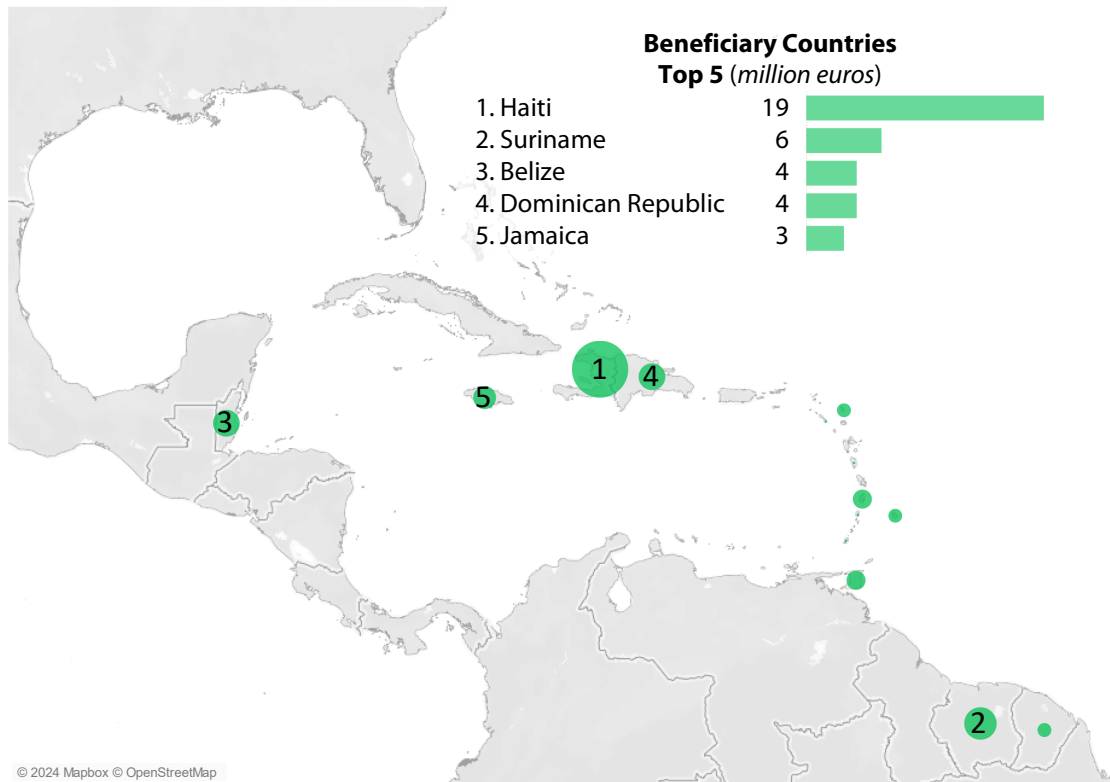 Beneficiary Countries
Top 5 (million euros)
1. Haiti 19
2. Suriname 6
3. Belize 4
4. Dominican Republic 4
5. Jamaica 3
1
4
5
3
2
© 2024 Mapbox © OpenStreetMap